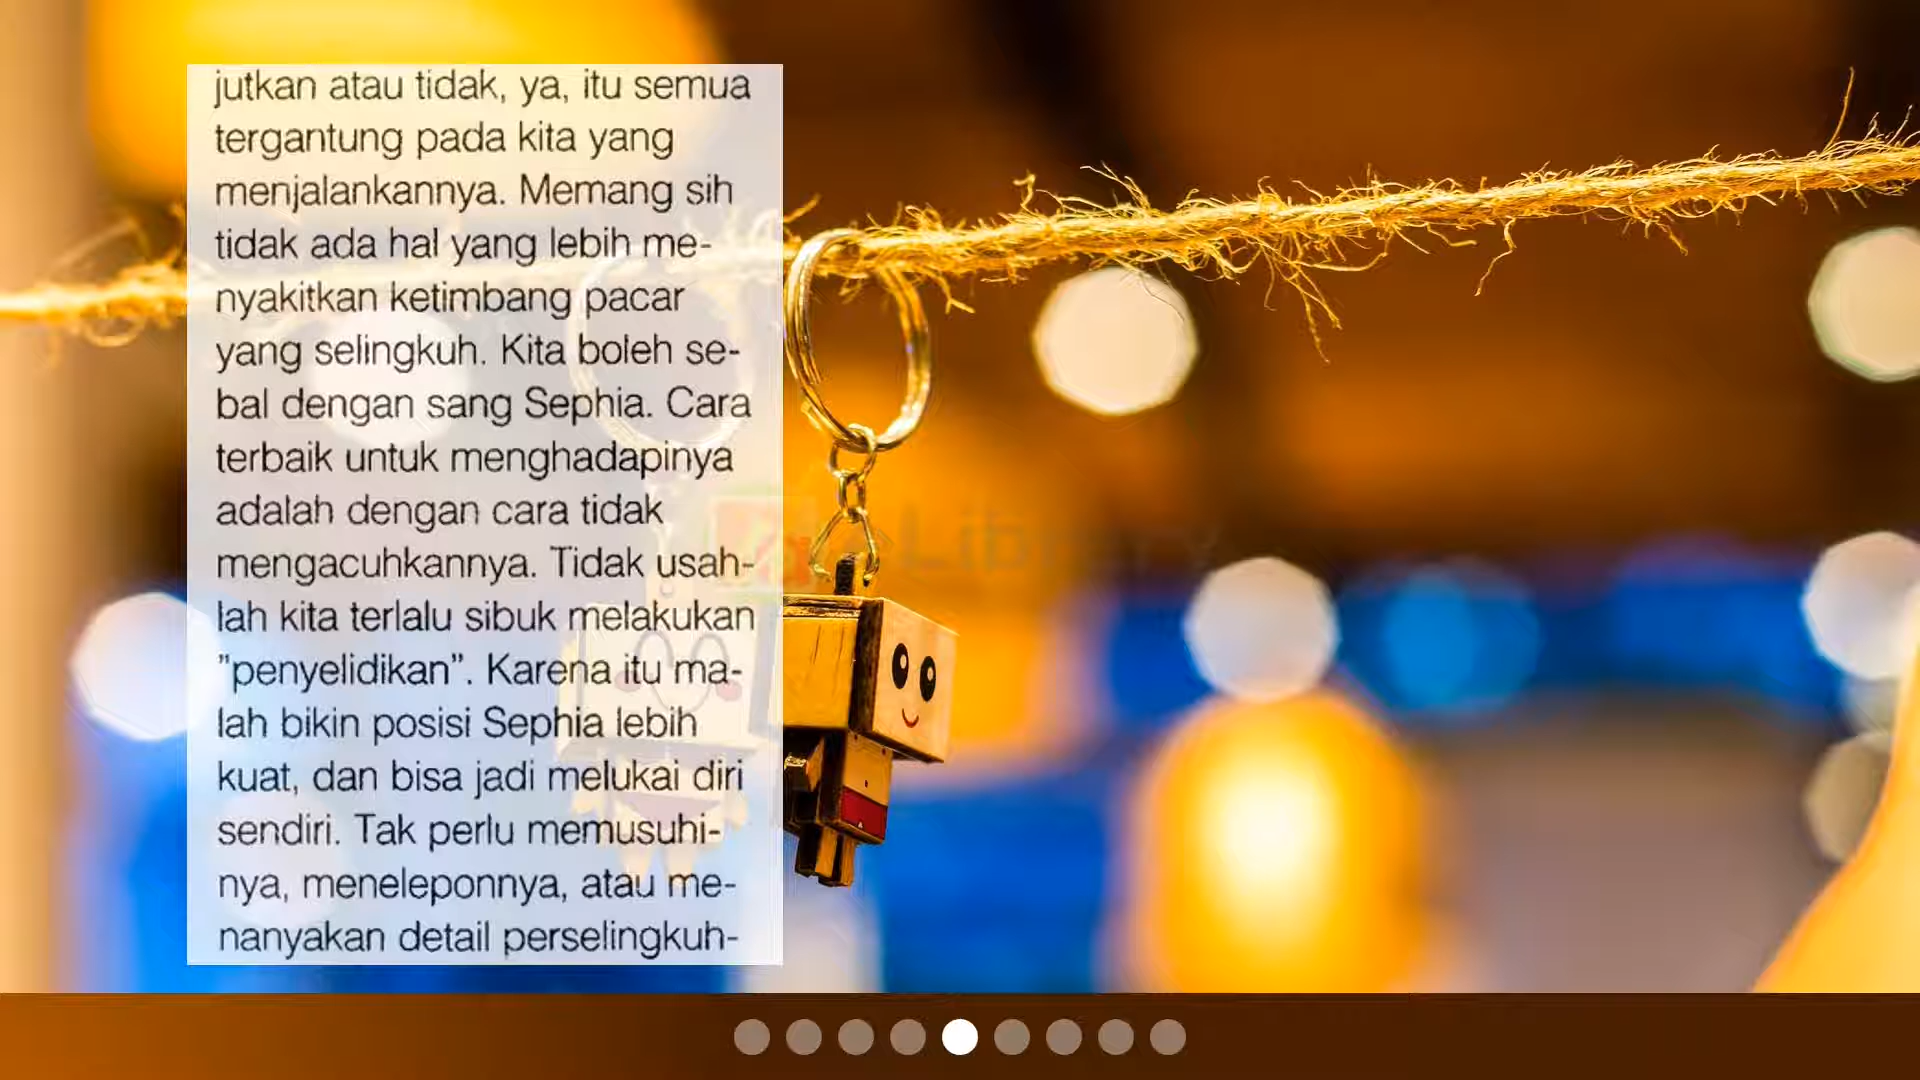 jutkan atau tidak, ya, itu semua
tergantung pada kita yang
menjalankannya. Memang sih
tidak ada hal yang lebih me-
nyakitkan ketimbang pacar
yang selingkuh. Kita boleh se-
bal dengan sang Sephia. Cara
terbaik untuk menghadapinya
adalah dengan cara tidak
mengacuhkannya. Tidak usah-
lah kita terlalu sibuk melakukan
"penyelidikan". Karena itu ma-
lah bikin posisi Sephia lebih
kuat, dan bisa jadi melukai diri
sendiri. Tak perlu memusuhi-
nya, meneleponnya, atau me-
nanyakan detail perselingkuh-
Library